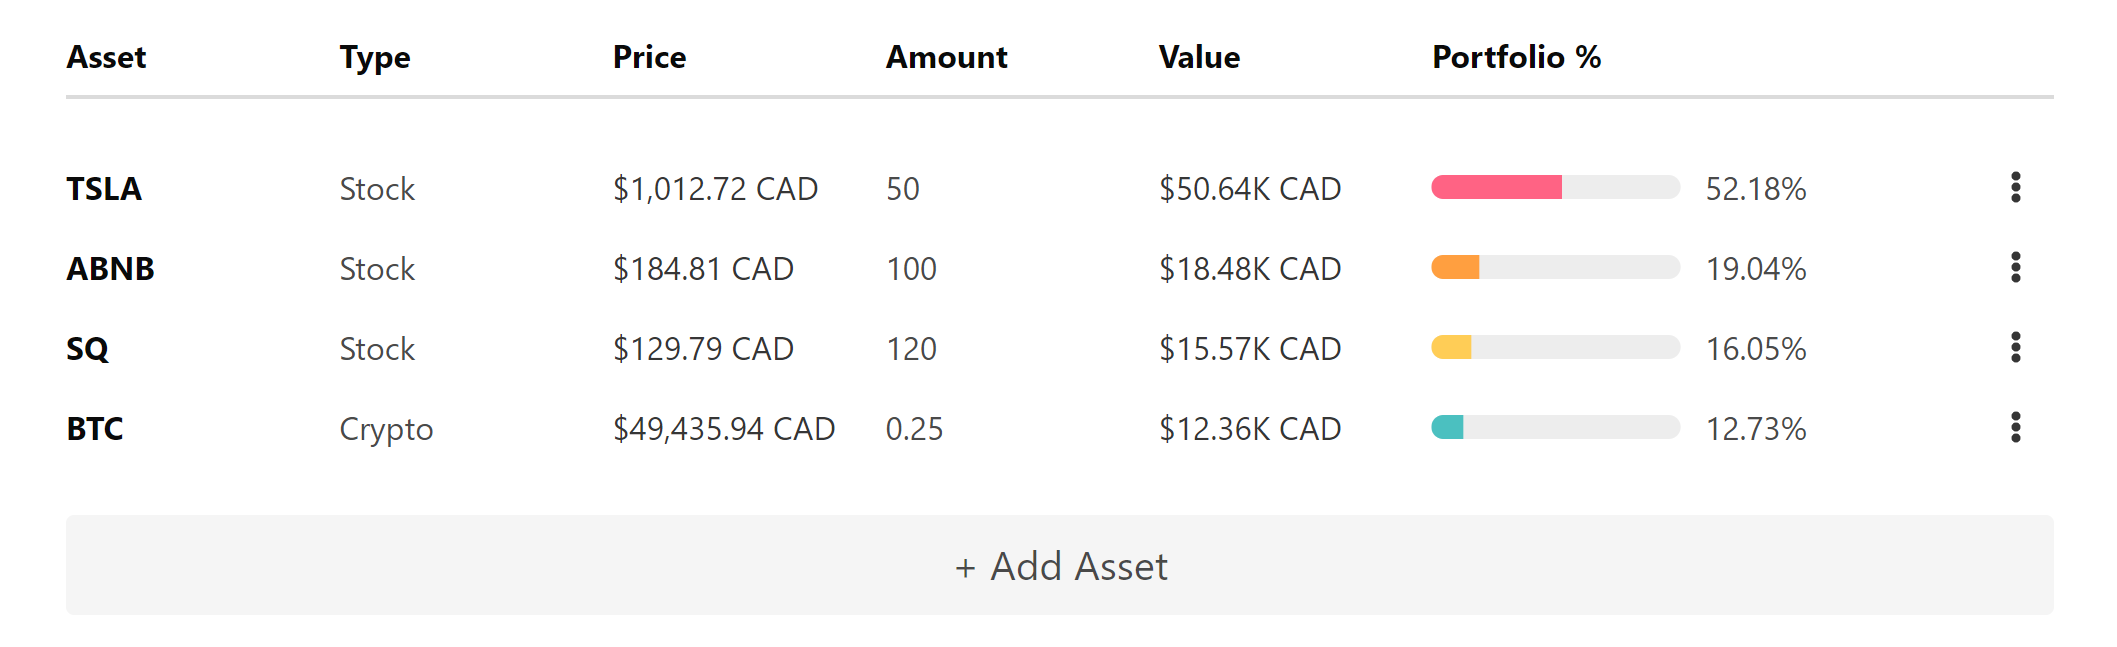 Asset Type Price Amount Value Portfolio %
TSLA Stock $1,012.72 CAD 50 $50.64K CAD 52.18%
ABNB Stock $184.81 CAD 100 $18.48K CAD 19.04%
SQ Stock $129.79 CAD 120 $15.57K CAD 16.05%
BTC Crypto $49,435.94 CAD 0.25 $12.36K CAD 12.73%
+ Add Asset